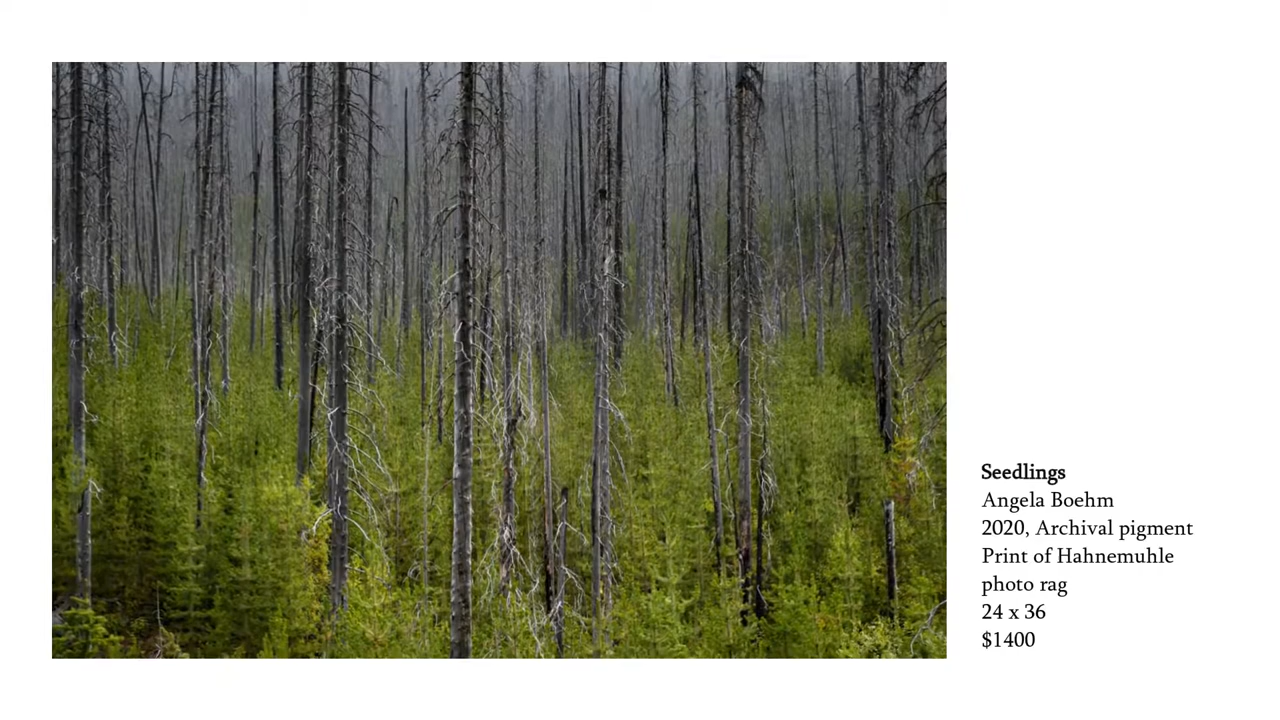 Seedlings
Angela Boehm
2020, Archival pigment
Print of Hahnemuhle
photo rag
24 x 36
$1400